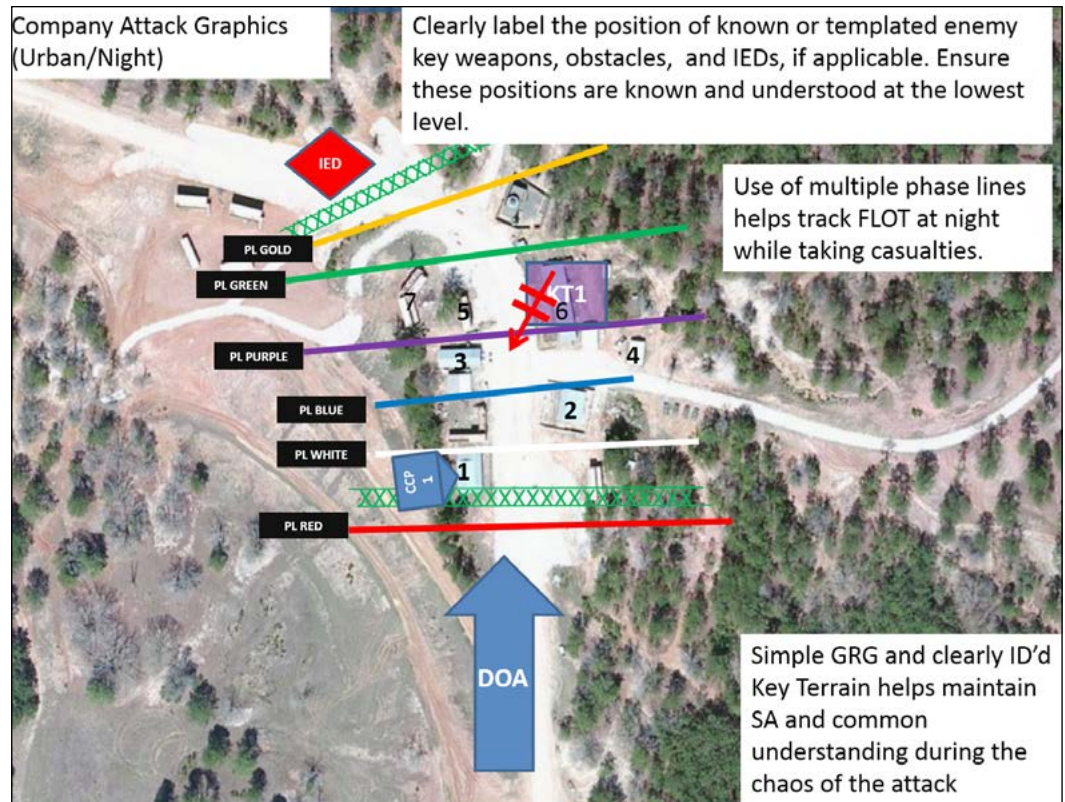 Company Attack Graphics
(Urban/Night)
Clearly label the position of known or templated enemy
key weapons, obstacles, and IEDs, if applicable. Ensure
these positions are known and understood at the lowest
level.
IED
Use of multiple phase lines
helps track FLOT at night
while taking casualties.
PL GOLD
PL GREEN
KT1
7
5
6
PL PURPLE
3
4
PL BLUE
2
PL WHITE
CCP
1
1
PL RED
DOA
Simple GRG and clearly ID’d
Key Terrain helps maintain
SA and common
understanding during the
chaos of the attack